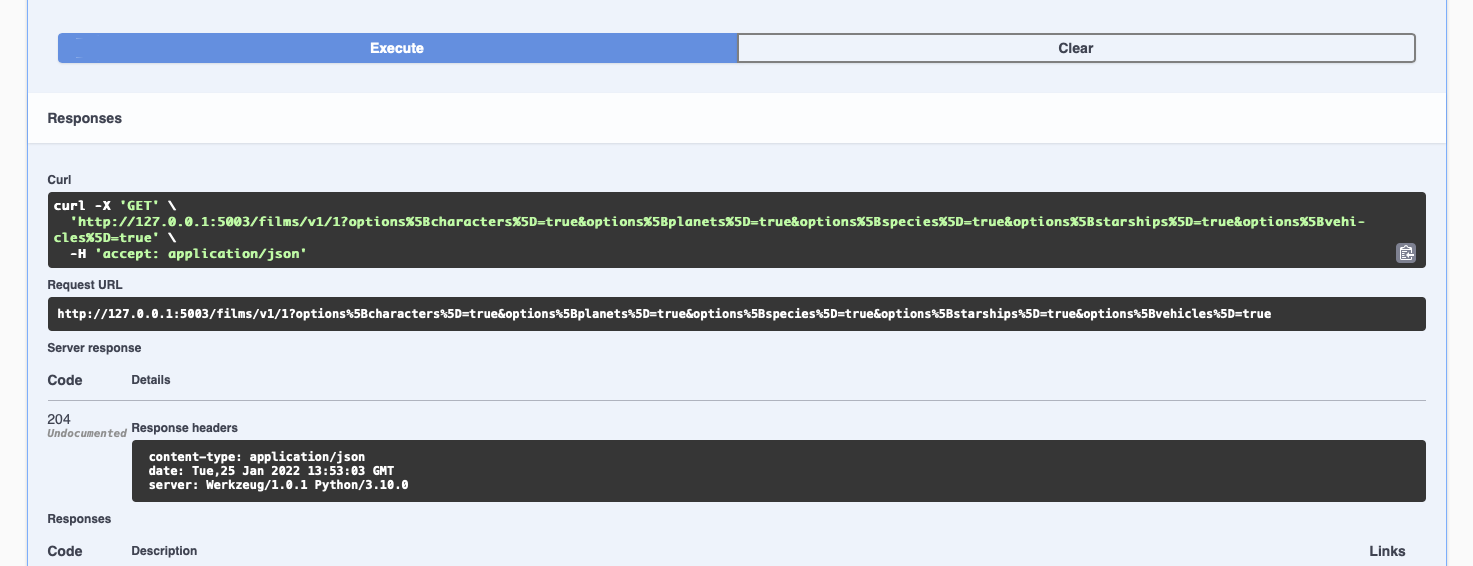 Execute
Clear
Responses
Curl
curl -X 'GET' \
'http://127.0.0.1:5003/films/v1/1?options%5Bcharacters%5D=true&options%5Bplanets%5D=true&options%5Bspecies%5D=true&options%5Bstarships%5D=true&options%5Bvehi-
cles%5D=true' \
-H 'accept: application/json'
Request URL
http://127.0.0.1:5003/films/v1/1?options%5Bcharacters%5D=true&options%5Bplanets%5D=true&options%5Bspecies%5D=true&options%5Bstarships%5D=true&options%5Bvehicles%5D=true
Server response
Code Details
204
Undocumented Response headers
content-type: application/json
date: Tue,25 Jan 2022 13:53:03 GMT
server: Werkzeug/1.0.1 Python/3.10.0
Responses
Code Description Links